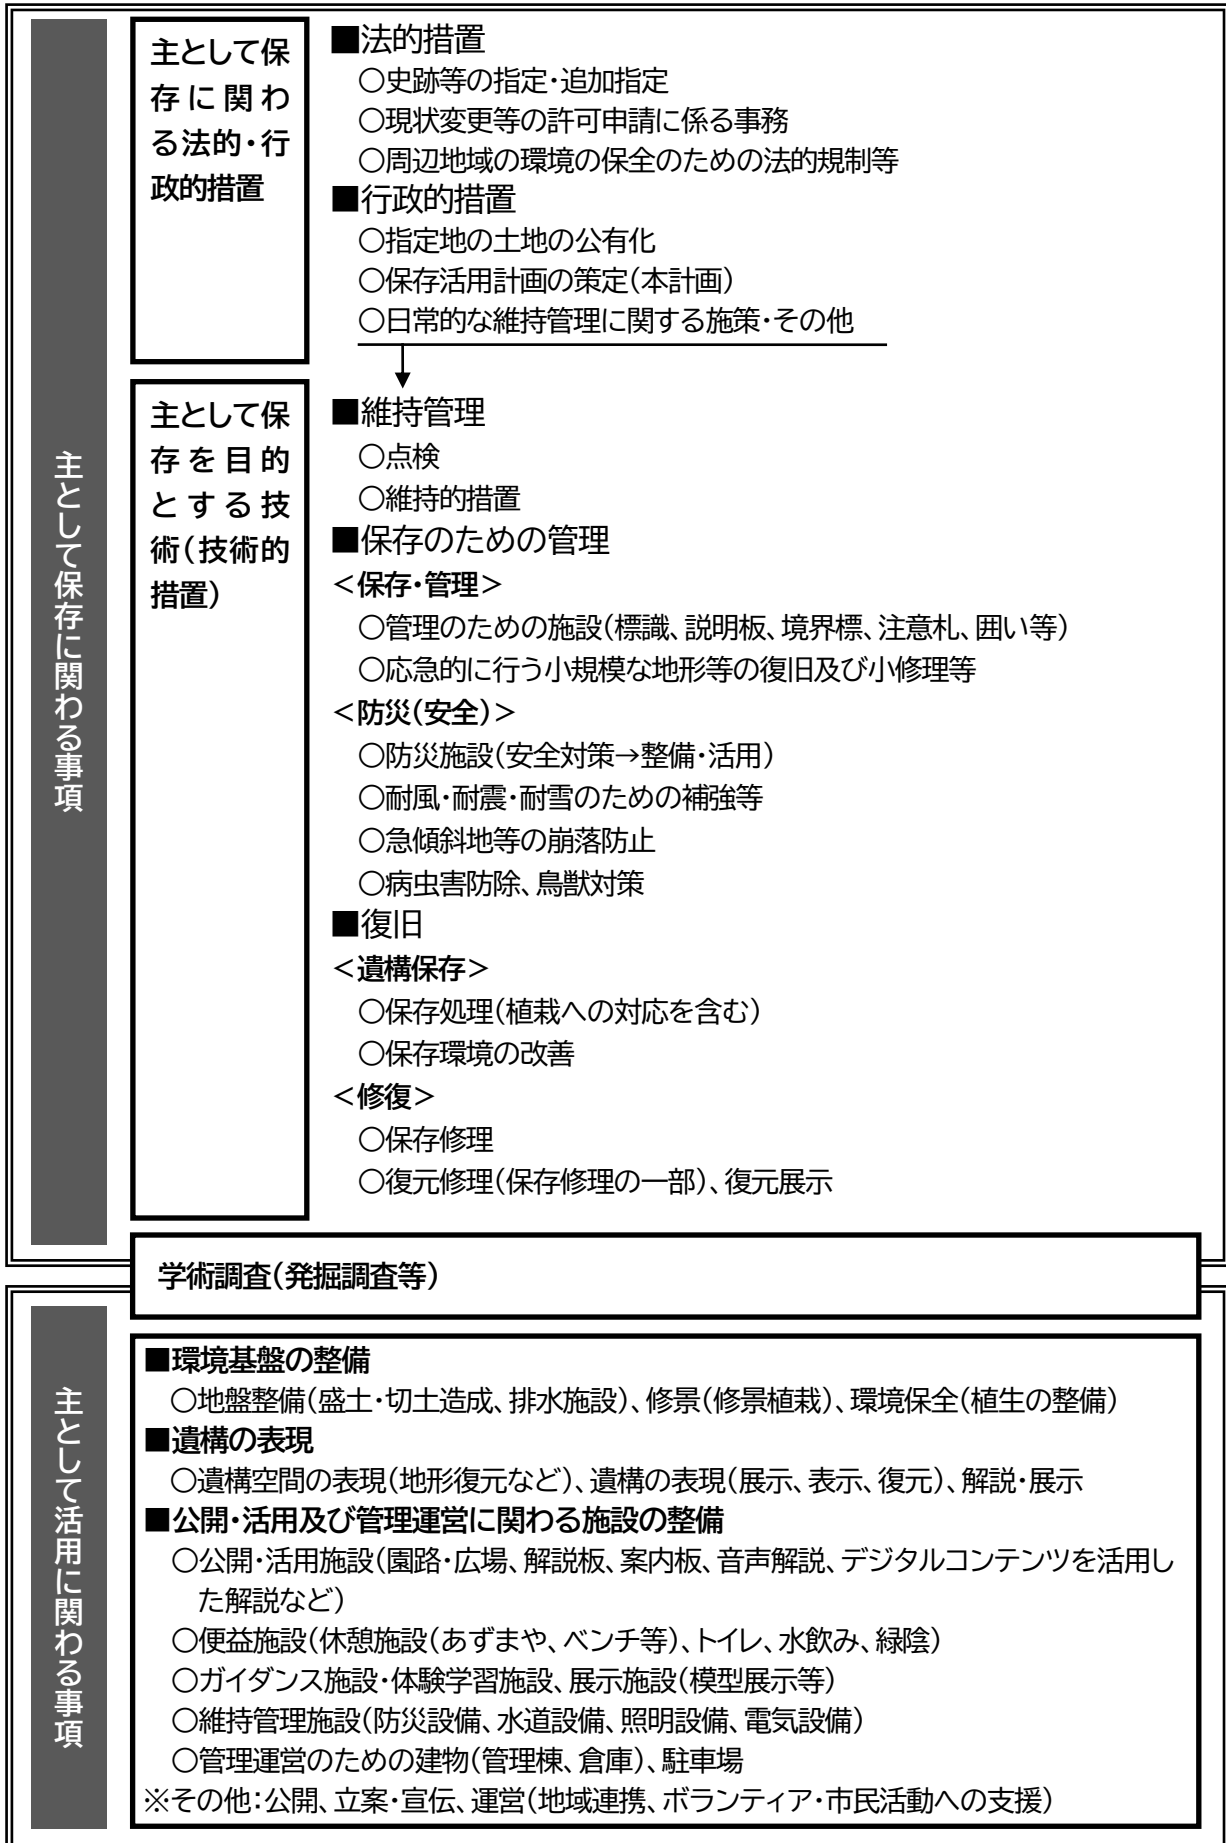 主として保存に関わる事項
主として保
存に関わ
る法的・行
政的措置
■法的措置
○史跡等の指定・追加指定
○現状変更等の許可申請に係る事務
○周辺地域の環境の保全のための法的規制等
■行政的措置
○指定地の土地の公有化
○保存活用計画の策定（本計画）
○日常的な維持管理に関する施策・その他
主として保
存を目的
とする技
術（技術的
措置）
■維持管理
○点検
○維持的措置
■保存のための管理
＜保存・管理＞
○管理のための施設（標識、説明板、境界標、注意札、囲い等）
○応急的に行う小規模な地形等の復旧及び小修理等
＜防災（安全）＞
○防災施設（安全対策→整備・活用）
○耐風・耐震・耐雪のための補強等
○急傾斜地等の崩落防止
○病虫害防除、鳥獣対策
■復旧
＜遺構保存＞
○保存処理（植栽への対応を含む）
○保存環境の改善
＜修復＞
○保存修理
○復元修理（保存修理の一部）、復元展示
学術調査（発掘調査等）
主として活用に関わる事項
■環境基盤の整備
○地盤整備（盛土・切土造成、排水施設）、修景（修景植栽）、環境保全（植生の整備）
■遺構の表現
○遺構空間の表現（地形復元など）、遺構の表現（展示、表示、復元）、解説・展示
■公開・活用及び管理運営に関わる施設の整備
○公開・活用施設（園路・広場、解説板、案内板、音声解説、デジタルコンテンツを活用し
た解説など）
○便益施設（休憩施設（あずまや、ベンチ等）、トイレ、水飲み、緑陰）
○ガイダンス施設・体験学習施設、展示施設（模型展示等）
○維持管理施設（防災設備、水道設備、照明設備、電気設備）
○管理運営のための建物（管理棟、倉庫）、駐車場
※その他：公開、立案・宣伝、運営（地域連携、ボランティア・市民活動への支援）